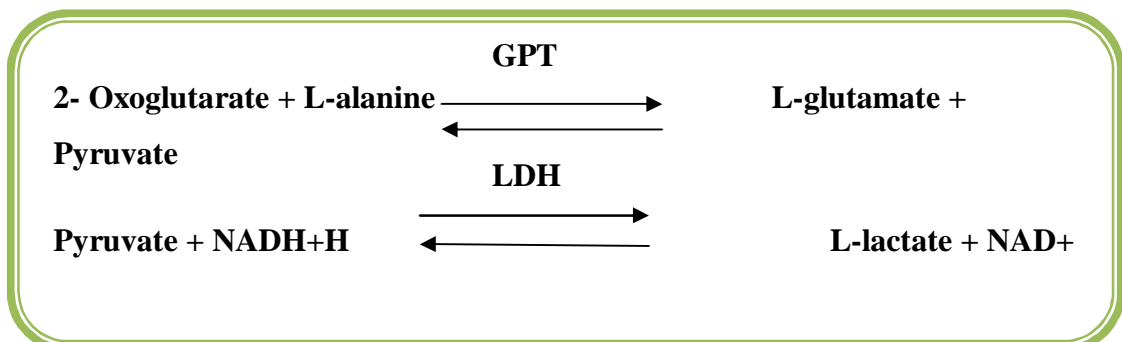 GPT
2- Oxoglutarate + L-alanine L-glutamate +
Pyruvate
LDH
Pyruvate + NADH+H L-lactate + NAD+